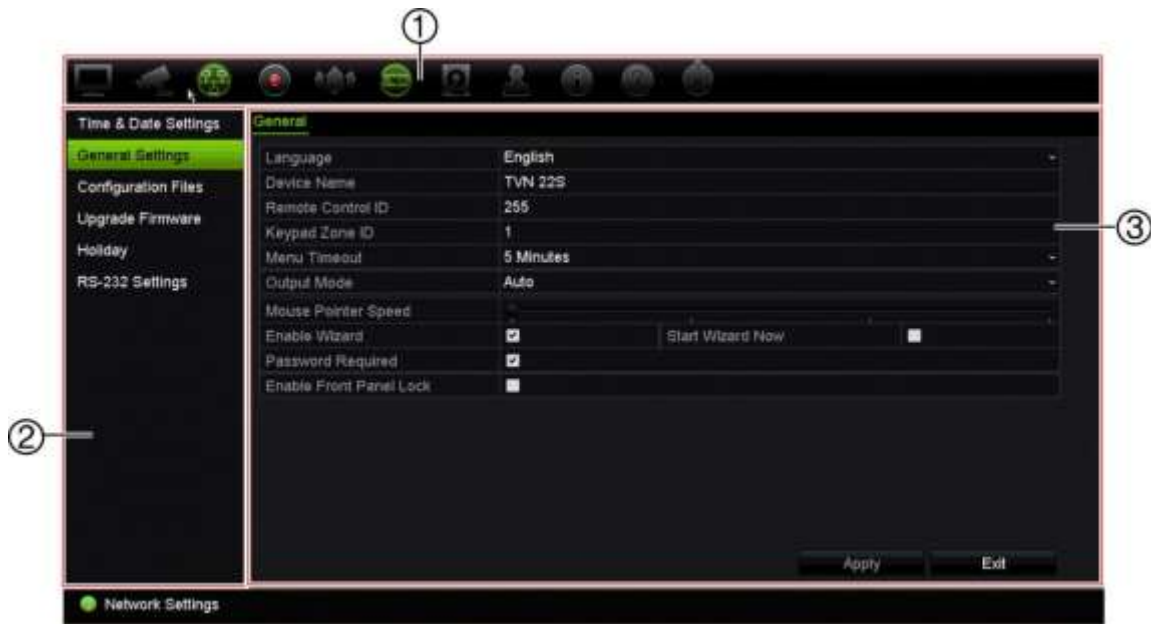 ①
Time & Date Settings
General Settings
Configuration Files
Upgrade Firmware
Holiday
RS-232 Settings
②
General
Language English
Device Name TVN 22S
Remote Control ID 255
Keypad Zone ID 1
Menu Timeout 5 Minutes
Output Mode Auto
Mouse Pointer Speed
Enable Wizard Start Wizard Now
Password Required
Enable Front Panel Lock
③
Apply Exit
Network Settings